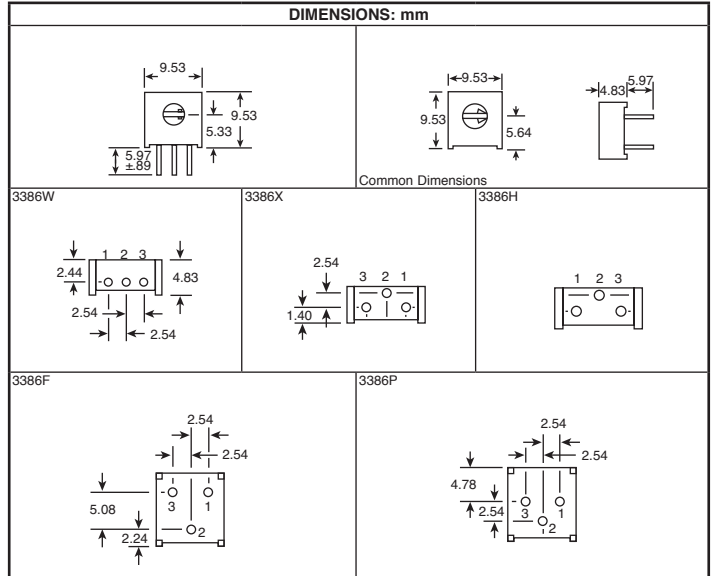 DIMENSIONS: mm
9.53
9.53
5.33
5.97
±.89
9.53
9.53
5.64
4.83
5.97
Common Dimensions
3386W
1 2 3
2.44
4.83
2.54
2.54
3386X
2.54
3 2 1
1.40
3386H
1 2 3
3386F
2.54
2.54
5.08
3 1
2
2.24
3386P
2.54
2.54
4.78
2.54
3 1
2